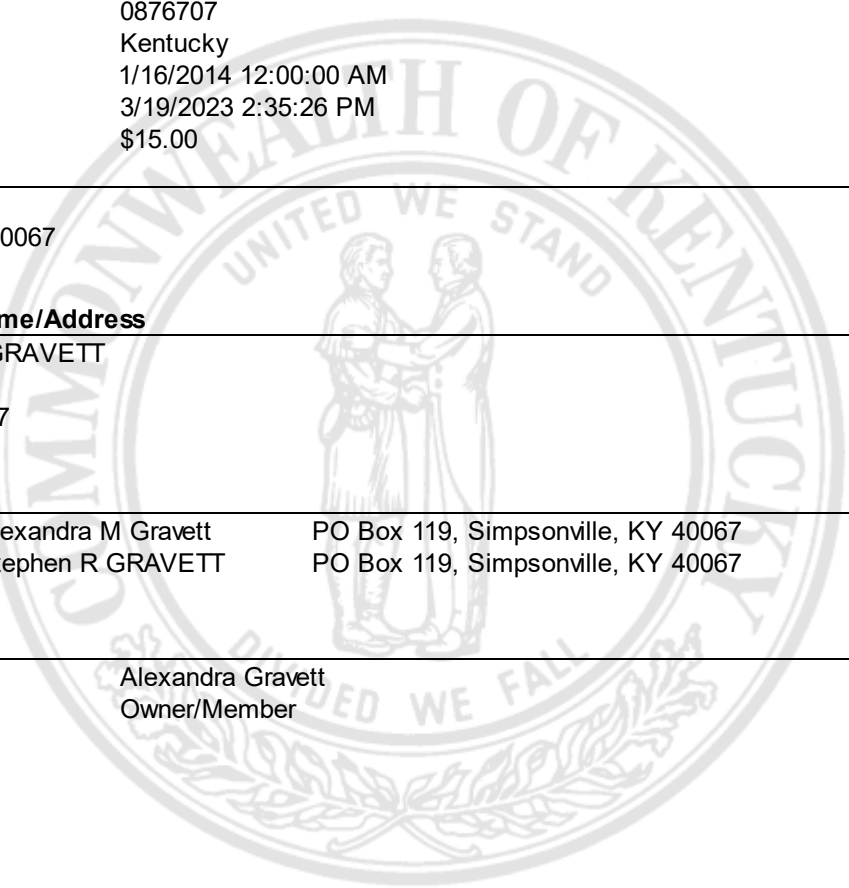 0876707
Kentucky
1/16/2014 12:00:00 AM
3/19/2023 2:35:26 PM
$15.00
0067
me/Address
GRAVETT
7
exandra M Gravett PO Box 119, Simpsonville, KY 40067
ephen R GRAVETT PO Box 119, Simpsonville, KY 40067
Alexandra Gravett
Owner/Member
COMMONWEALTH OF KENTUCKY
UNITED WE STAND
DIVIDED WE FALL